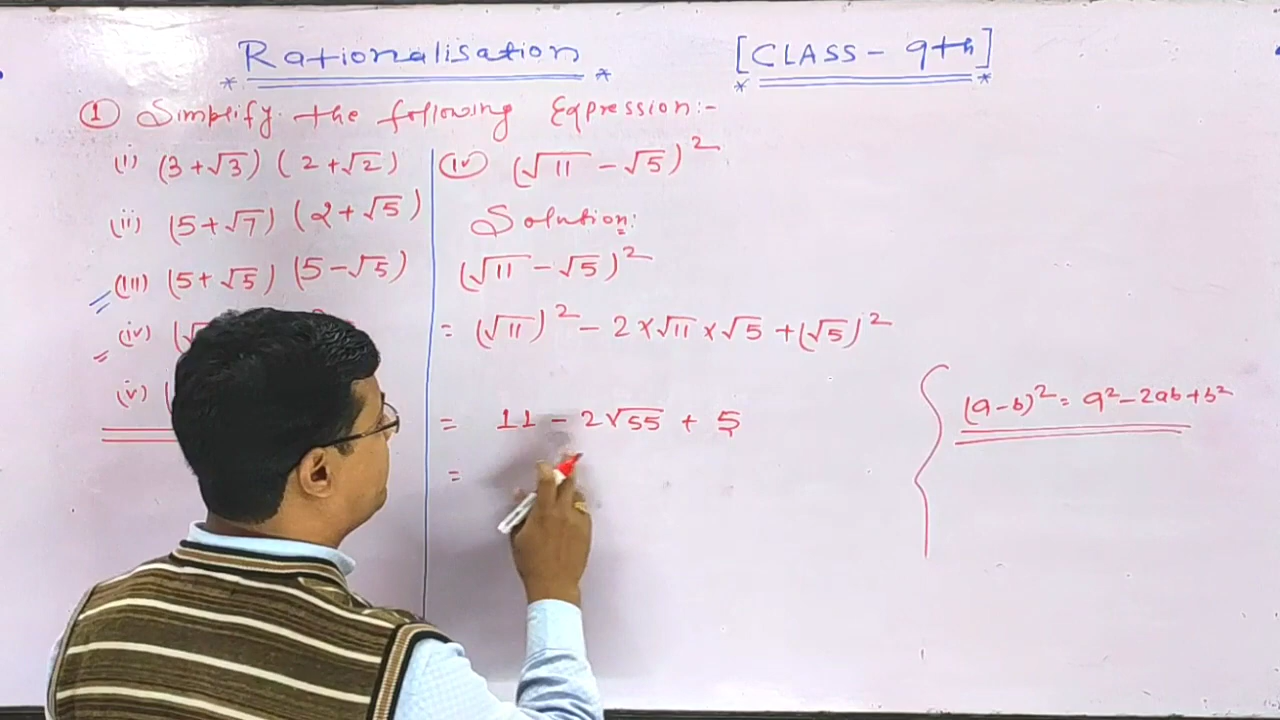 Rationalisation [CLASS - 9th]
① Simplify the following Expression:-
(i) (3+√3) (2+√2)
(ii) (5+√7) (2+√5)
(iii) (5+√5) (5-√5)
(iv) (√
(v) (
(iv) (√11 - √5)²
Solution:
(√11 - √5)²
= (√11)² - 2×√11×√5 + (√5)²
= 11 - 2√55 + 5
=
(a-b)² = a²-2ab+b²